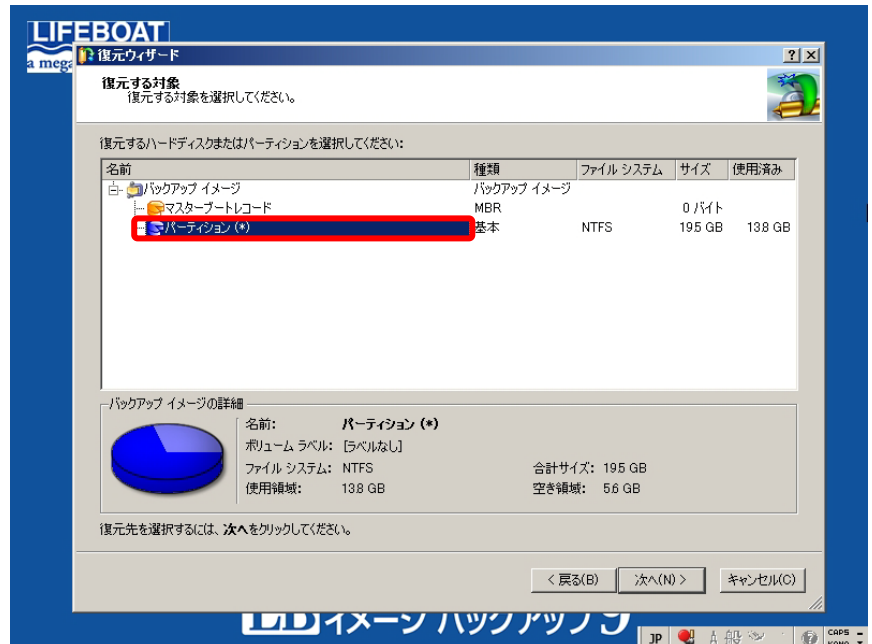 LIFEBOAT
a mega
復元ウィザード
復元する対象
復元する対象を選択してください。
復元するハードディスクまたはパーティションを選択してください:
名前 種類 ファイル システム サイズ 使用済み
バックアップ イメージ バックアップ イメージ
マスターブートレコード MBR 0 バイト
パーティション (*) 基本 NTFS 19.5 GB 13.8 GB
バックアップ イメージの詳細
名前: パーティション (*)
ボリューム ラベル: [ラベルなし]
ファイル システム: NTFS 合計サイズ: 19.5 GB
使用領域: 13.8 GB 空き領域: 5.6 GB
復元先を選択するには、次へをクリックしてください。
< 戻る(B) 次へ(N) > キャンセル(C)
LB イメージ バックアップ 9
JP A 般 CAPS